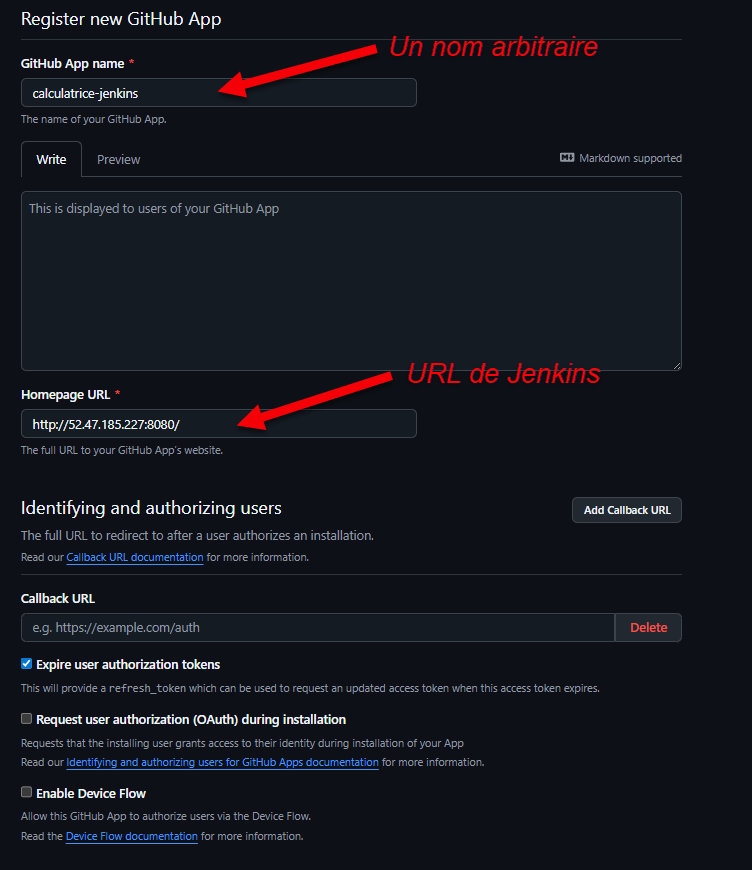 Register new GitHub App
Un nom arbitraire
GitHub App name *
calculatrice-jenkins
The name of your GitHub App.
Write Preview Markdown supported
This is displayed to users of your GitHub App
URL de Jenkins
Homepage URL *
http://52.47.185.227:8080/
The full URL to your GitHub App's website.
Identifying and authorizing users Add Callback URL
The full URL to redirect to after a user authorizes an installation.
Read our Callback URL documentation for more information.
Callback URL
e.g. https://example.com/auth Delete
Expire user authorization tokens
This will provide a refresh_token which can be used to request an updated access token when this access token expires.
Request user authorization (OAuth) during installation
Requests that the installing user grants access to their identity during installation of your App
Read our Identifying and authorizing users for GitHub Apps documentation for more information.
Enable Device Flow
Allow this GitHub App to authorize users via the Device Flow.
Read the Device Flow documentation for more information.